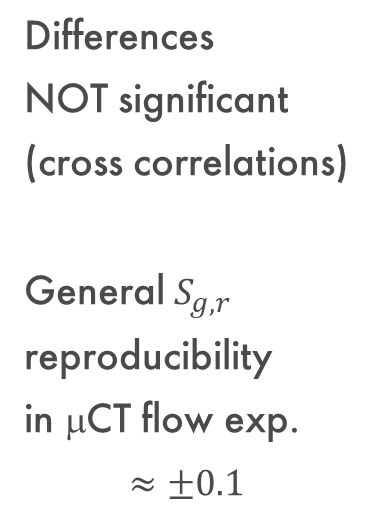 Differences
NOT significant
(cross correlations)
General S_{g,r}
reproducibility
in μCT flow exp.
≈ ±0.1